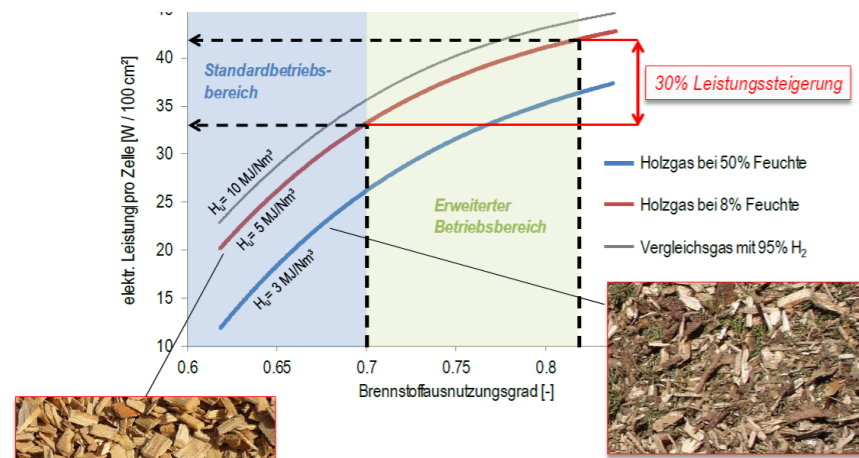 elektr. Leistung pro Zelle [W / 100 cm²]
40
35
30
25
20
15
10
0.6
0.65
0.7
0.75
0.8
Brennstoffausnutzungsgrad [-]
Standardbetriebs-
bereich
Erweiterter
Betriebsbereich
Hᵤ= 10 MJ/Nm³
Hᵤ= 5 MJ/Nm³
Hᵤ= 3 MJ/Nm³
30% Leistungssteigerung
Holzgas bei 50% Feuchte
Holzgas bei 8% Feuchte
Vergleichsgas mit 95% H₂